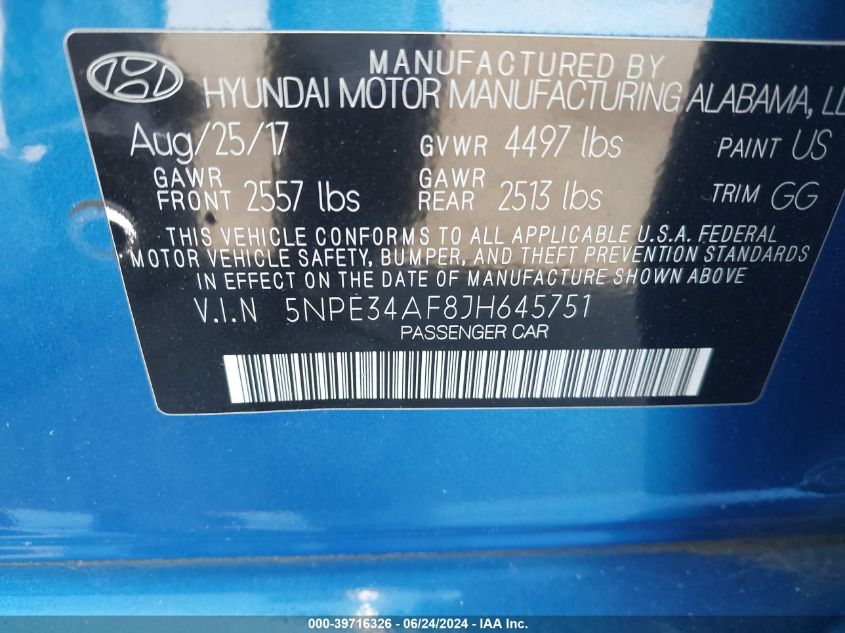 MANUFACTURED BY
HYUNDAI MOTOR MANUFACTURING ALABAMA,
Aug/25/17 GVWR 4497 lbs PAINT US
GAWR FRONT 2557 lbs GAWR REAR 2513 lbs TRIM GG
THIS VEHICLE CONFORMS TO ALL APPLICABLE U.S.A. FEDERAL
MOTOR VEHICLE SAFETY, BUMPER, AND THEFT PREVENTION STANDARDS
IN EFFECT ON THE DATE OF MANUFACTURE SHOWN ABOVE
V.I.N 5NPE34AF8JH645751
PASSENGER CAR
000-39716326 - 06/24/2024 - IAA Inc.